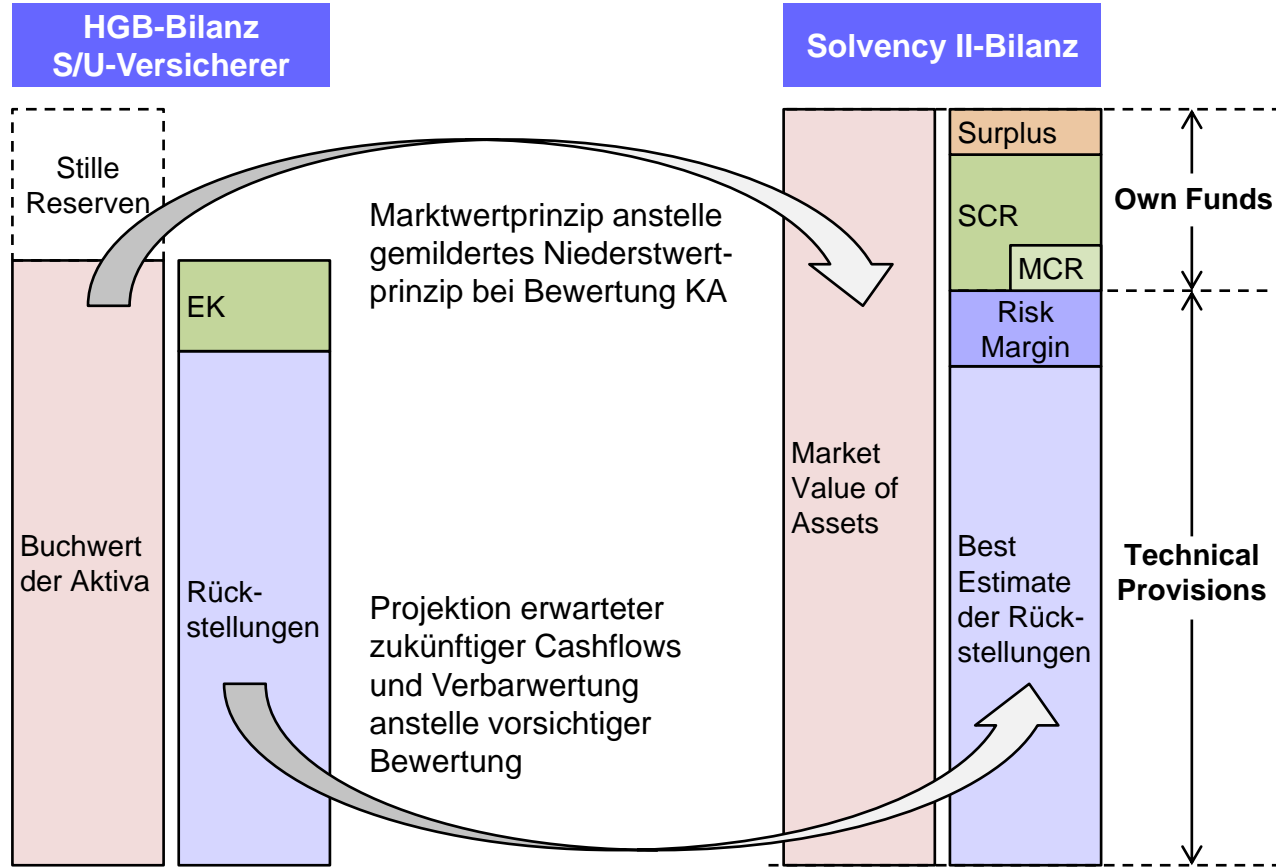 HGB-Bilanz
S/U-Versicherer
Solvency II-Bilanz
Stille
Reserven
Buchwert
der Aktiva
EK
Rück-
stellungen
Marktwertprinzip anstelle
gemildertes Niederstwert-
prinzip bei Bewertung KA
Projektion erwarteter
zukünftiger Cashflows
und Verbarwertung
anstelle vorsichtiger
Bewertung
Market
Value of
Assets
Surplus
SCR
MCR
Risk
Margin
Best
Estimate
der Rück-
stellungen
Own Funds
Technical
Provisions